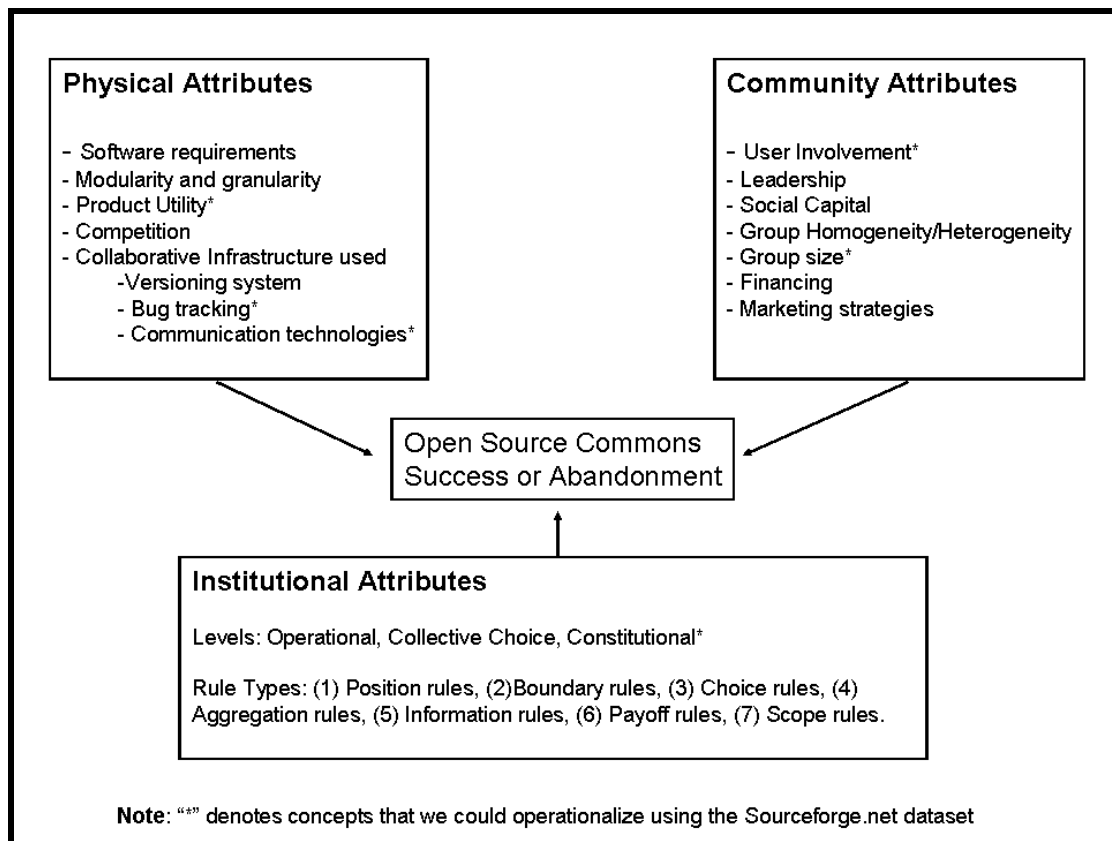 Physical Attributes
- Software requirements
- Modularity and granularity
- Product Utility*
- Competition
- Collaborative Infrastructure used
-Versioning system
- Bug tracking*
- Communication technologies*
Community Attributes
- User Involvement*
- Leadership
- Social Capital
- Group Homogeneity/Heterogeneity
- Group size*
- Financing
- Marketing strategies
Open Source Commons
Success or Abandonment
Institutional Attributes
Levels: Operational, Collective Choice, Constitutional*
Rule Types: (1) Position rules, (2)Boundary rules, (3) Choice rules, (4)
Aggregation rules, (5) Information rules, (6) Payoff rules, (7) Scope rules.
Note: “*” denotes concepts that we could operationalize using the Sourceforge.net dataset